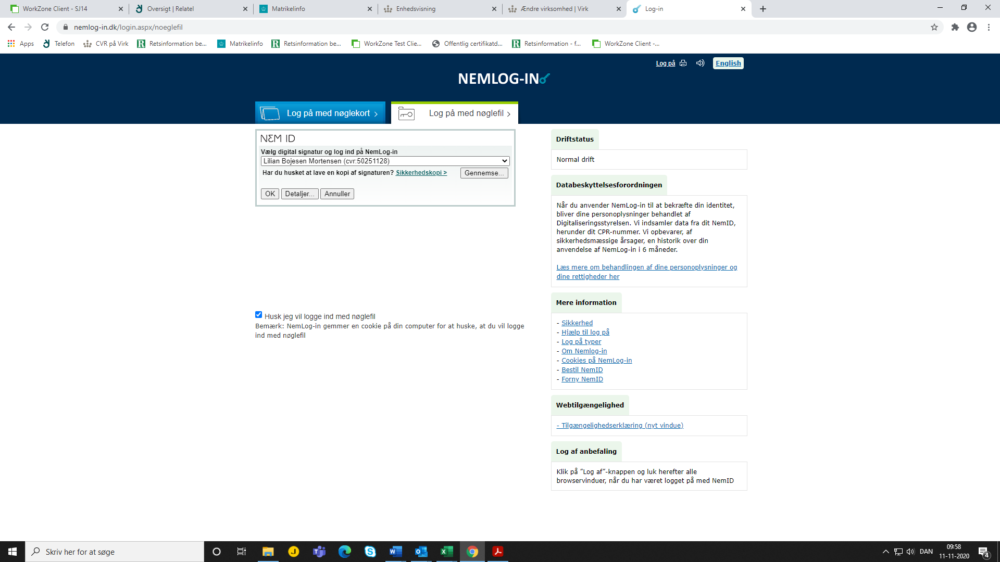 WorkZone Client - SJ14
Oversigt | Relatel
Matrikelinfo
Enhedsvisning
Ændre virksomhed | Virk
Log-in
nemlog-in.dk/login.aspx/noeglefil
Apps
Telefon
CVR på Virk
Retsinformation be...
Matrikelinfo
Retsinformation be...
WorkZone Test Clie...
Offentlig certifikatd...
Retsinformation - f...
WorkZone Client -...
Log på
English
NEMLOG-IN
Log på med nøglekort
Log på med nøglefil
NEM ID
Vælg digital signatur og log ind på NemLog-in
Lilian Bojesen Mortensen (cvr:50251128)
Har du husket at lave en kopi af signaturen? Sikkerhedskopi >
Gennemse...
OK
Detaljer...
Annuller
Husk jeg vil logge ind med nøglefil
Bemærk: NemLog-in gemmer en cookie på din computer for at huske, at du vil logge
ind med nøglefil
Driftstatus
Normal drift
Databeskyttelsesforordningen
Når du anvender NemLog-in til at bekræfte din identitet,
bliver dine personoplysninger behandlet af
Digitaliseringsstyrelsen. Vi indsamler data fra dit NemID,
herunder dit CPR-nummer. Vi opbevarer, af
sikkerhedsmæssige årsager, en historik over din
anvendelse af NemLog-in i 6 måneder.
Læs mere om behandlingen af dine personoplysninger og
dine rettigheder her
Mere information
- Sikkerhed
- Hjælp til log på
- Log på typer
- Om Nemlog-in
- Cookies på NemLog-in
- Bestil NemID
- Forny NemID
Webtilgængelighed
- Tilgængelighedserklæring (nyt vindue)
Log af anbefaling
Klik på ”Log af”-knappen og luk herefter alle
browservinduer, når du har været logget på med NemID
Skriv her for at søge
DAN
09:58
11-11-2020
4